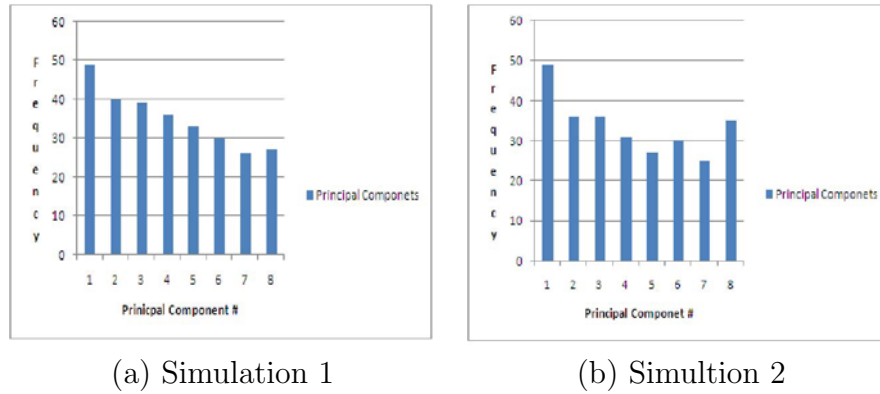 60
50
40
30
20
10
0
Frequency
1 2 3 4 5 6 7 8
Prinicpal Component #
Principal Componets
(a) Simulation 1
60
50
40
30
20
10
0
Frequency
1 2 3 4 5 6 7 8
Principal Componet #
Principal Componets
(b) Simultion 2